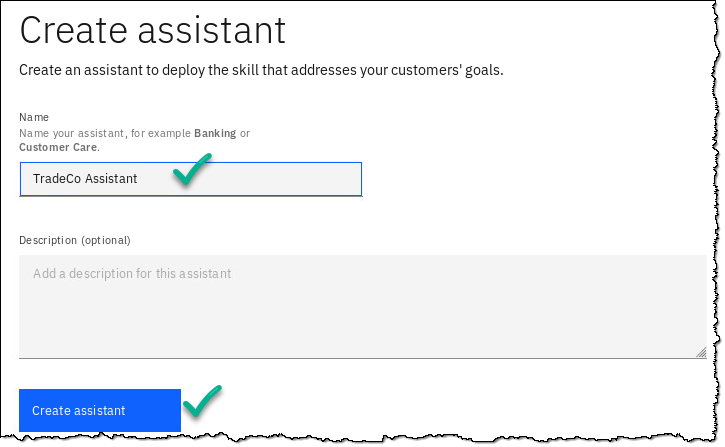 Create assistant
Create an assistant to deploy the skill that addresses your customers' goals.
Name
Name your assistant, for example Banking or
Customer Care.
TradeCo Assistant
Description (optional)
Add a description for this assistant
Create assistant